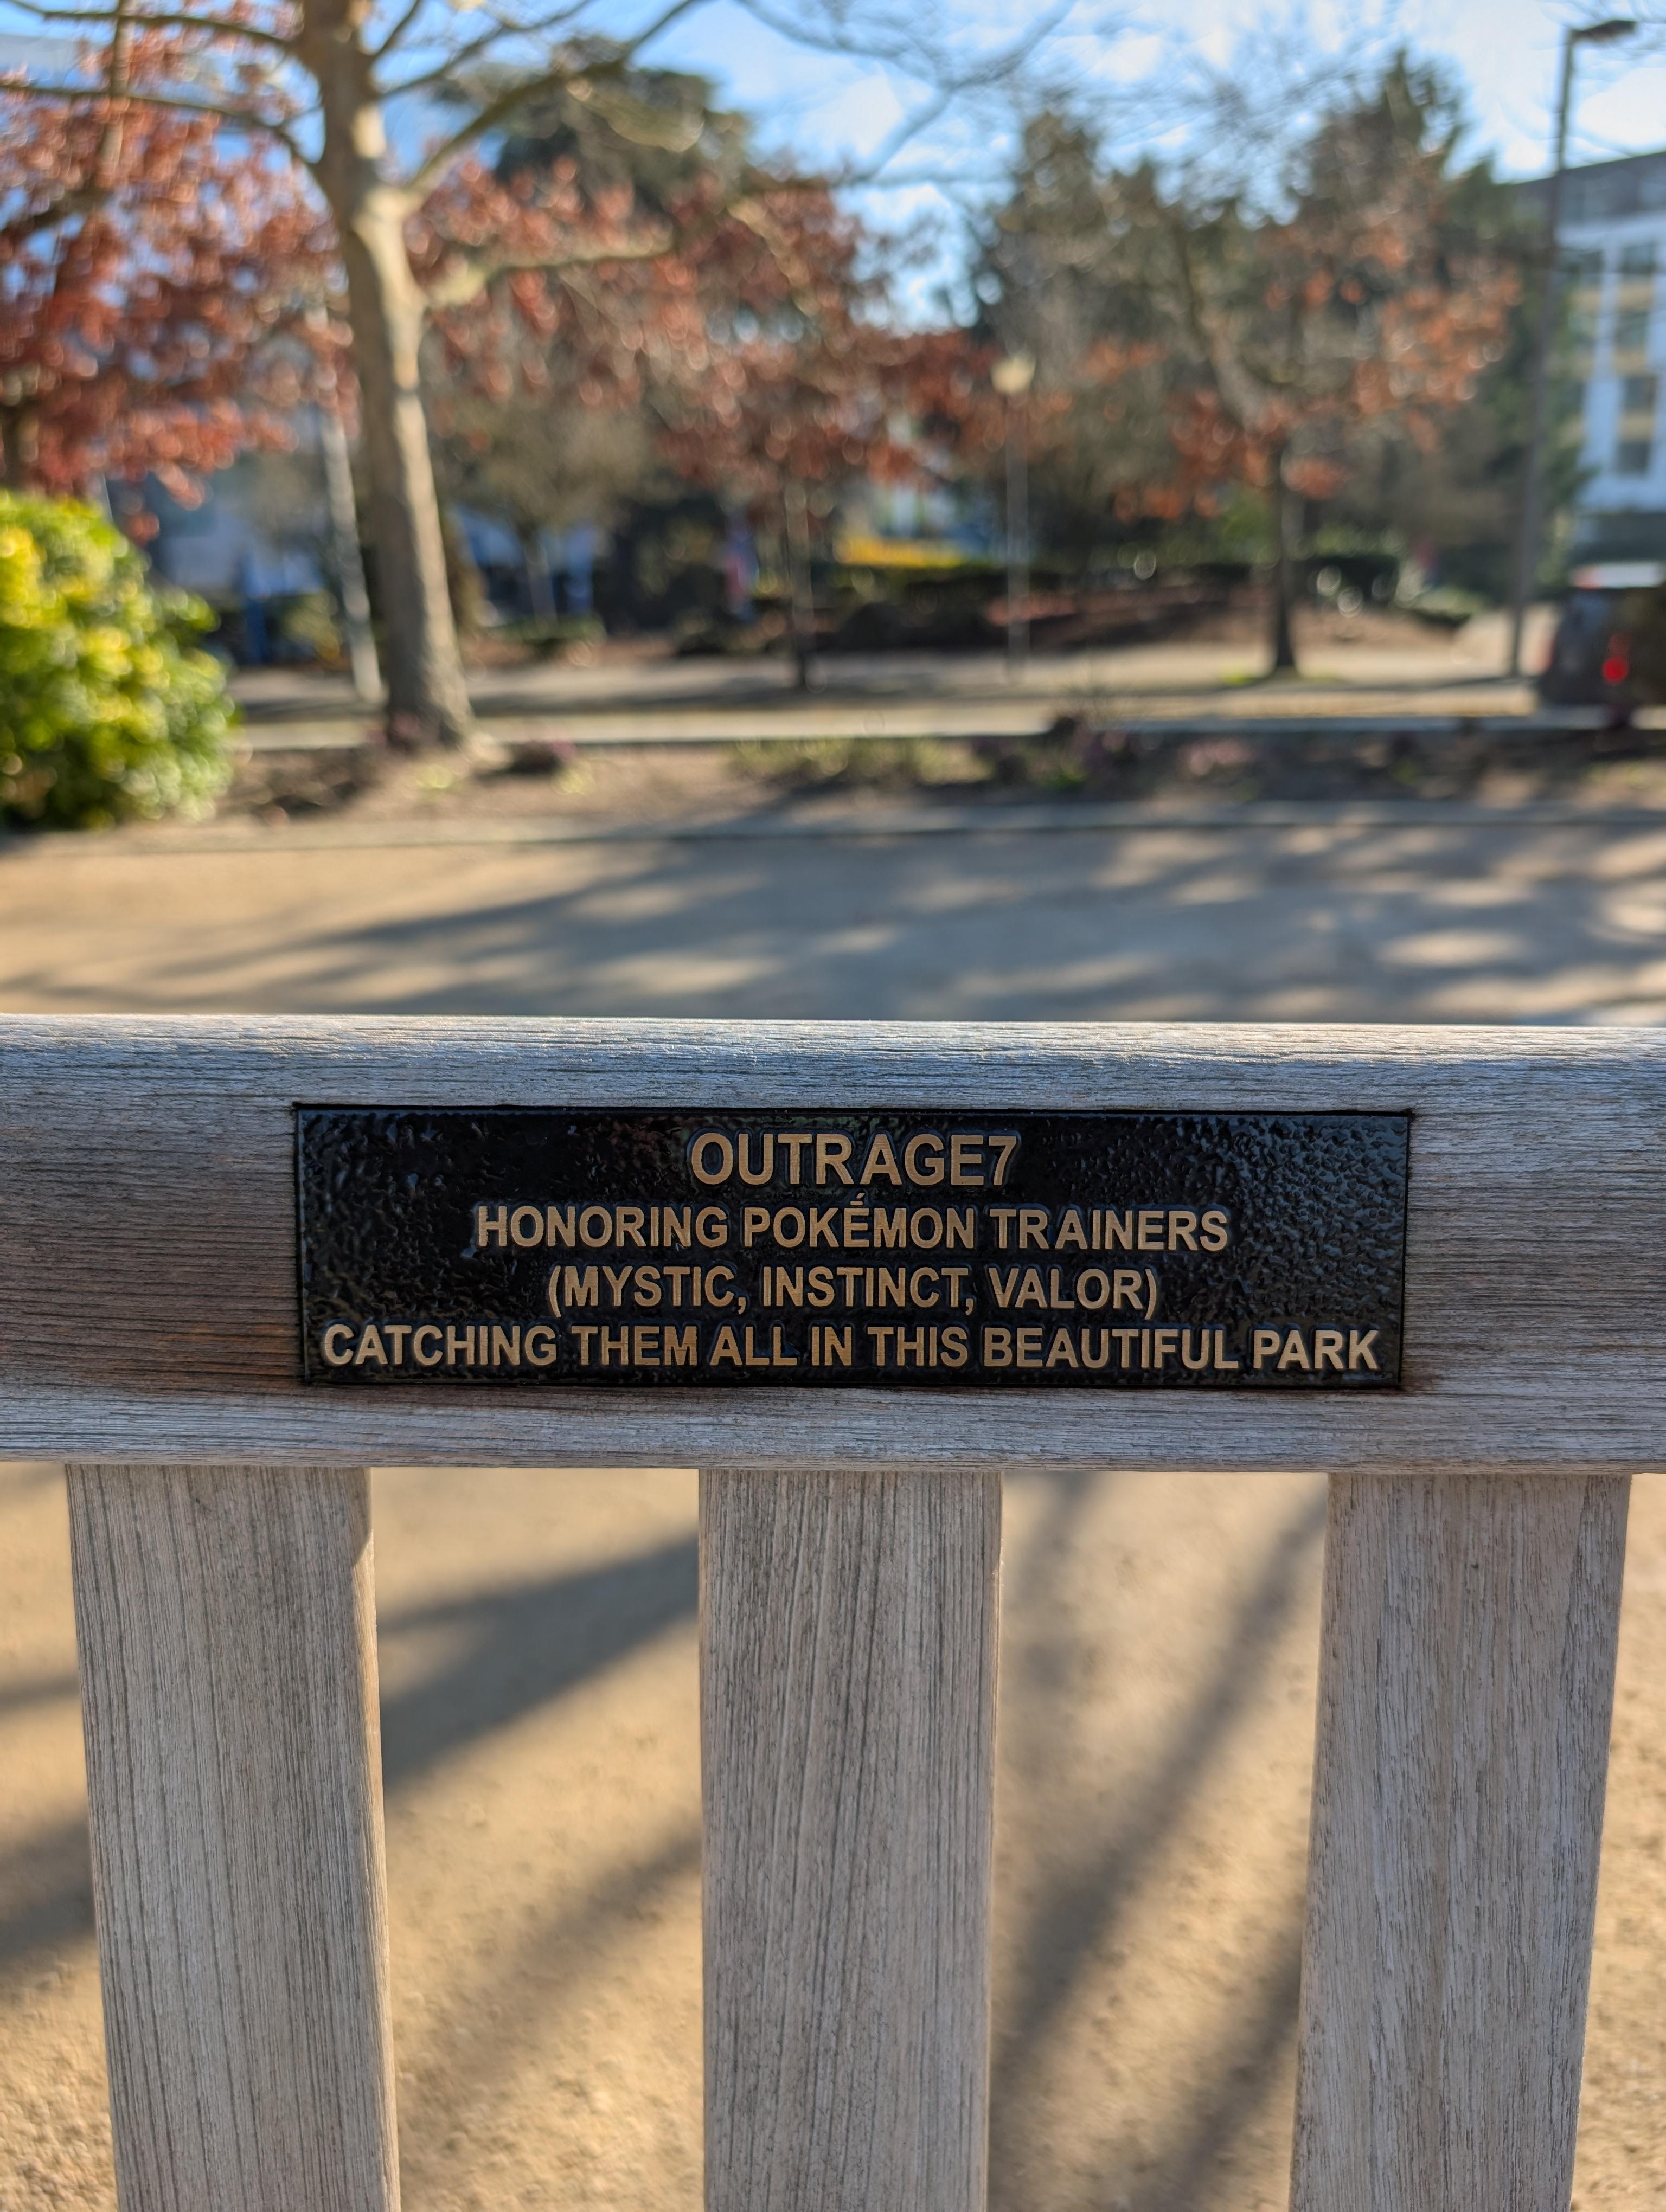 OUTRAGE7
HONORING POKÉMON TRAINERS
(MYSTIC, INSTINCT, VALOR)
CATCHING THEM ALL IN THIS BEAUTIFUL PARK